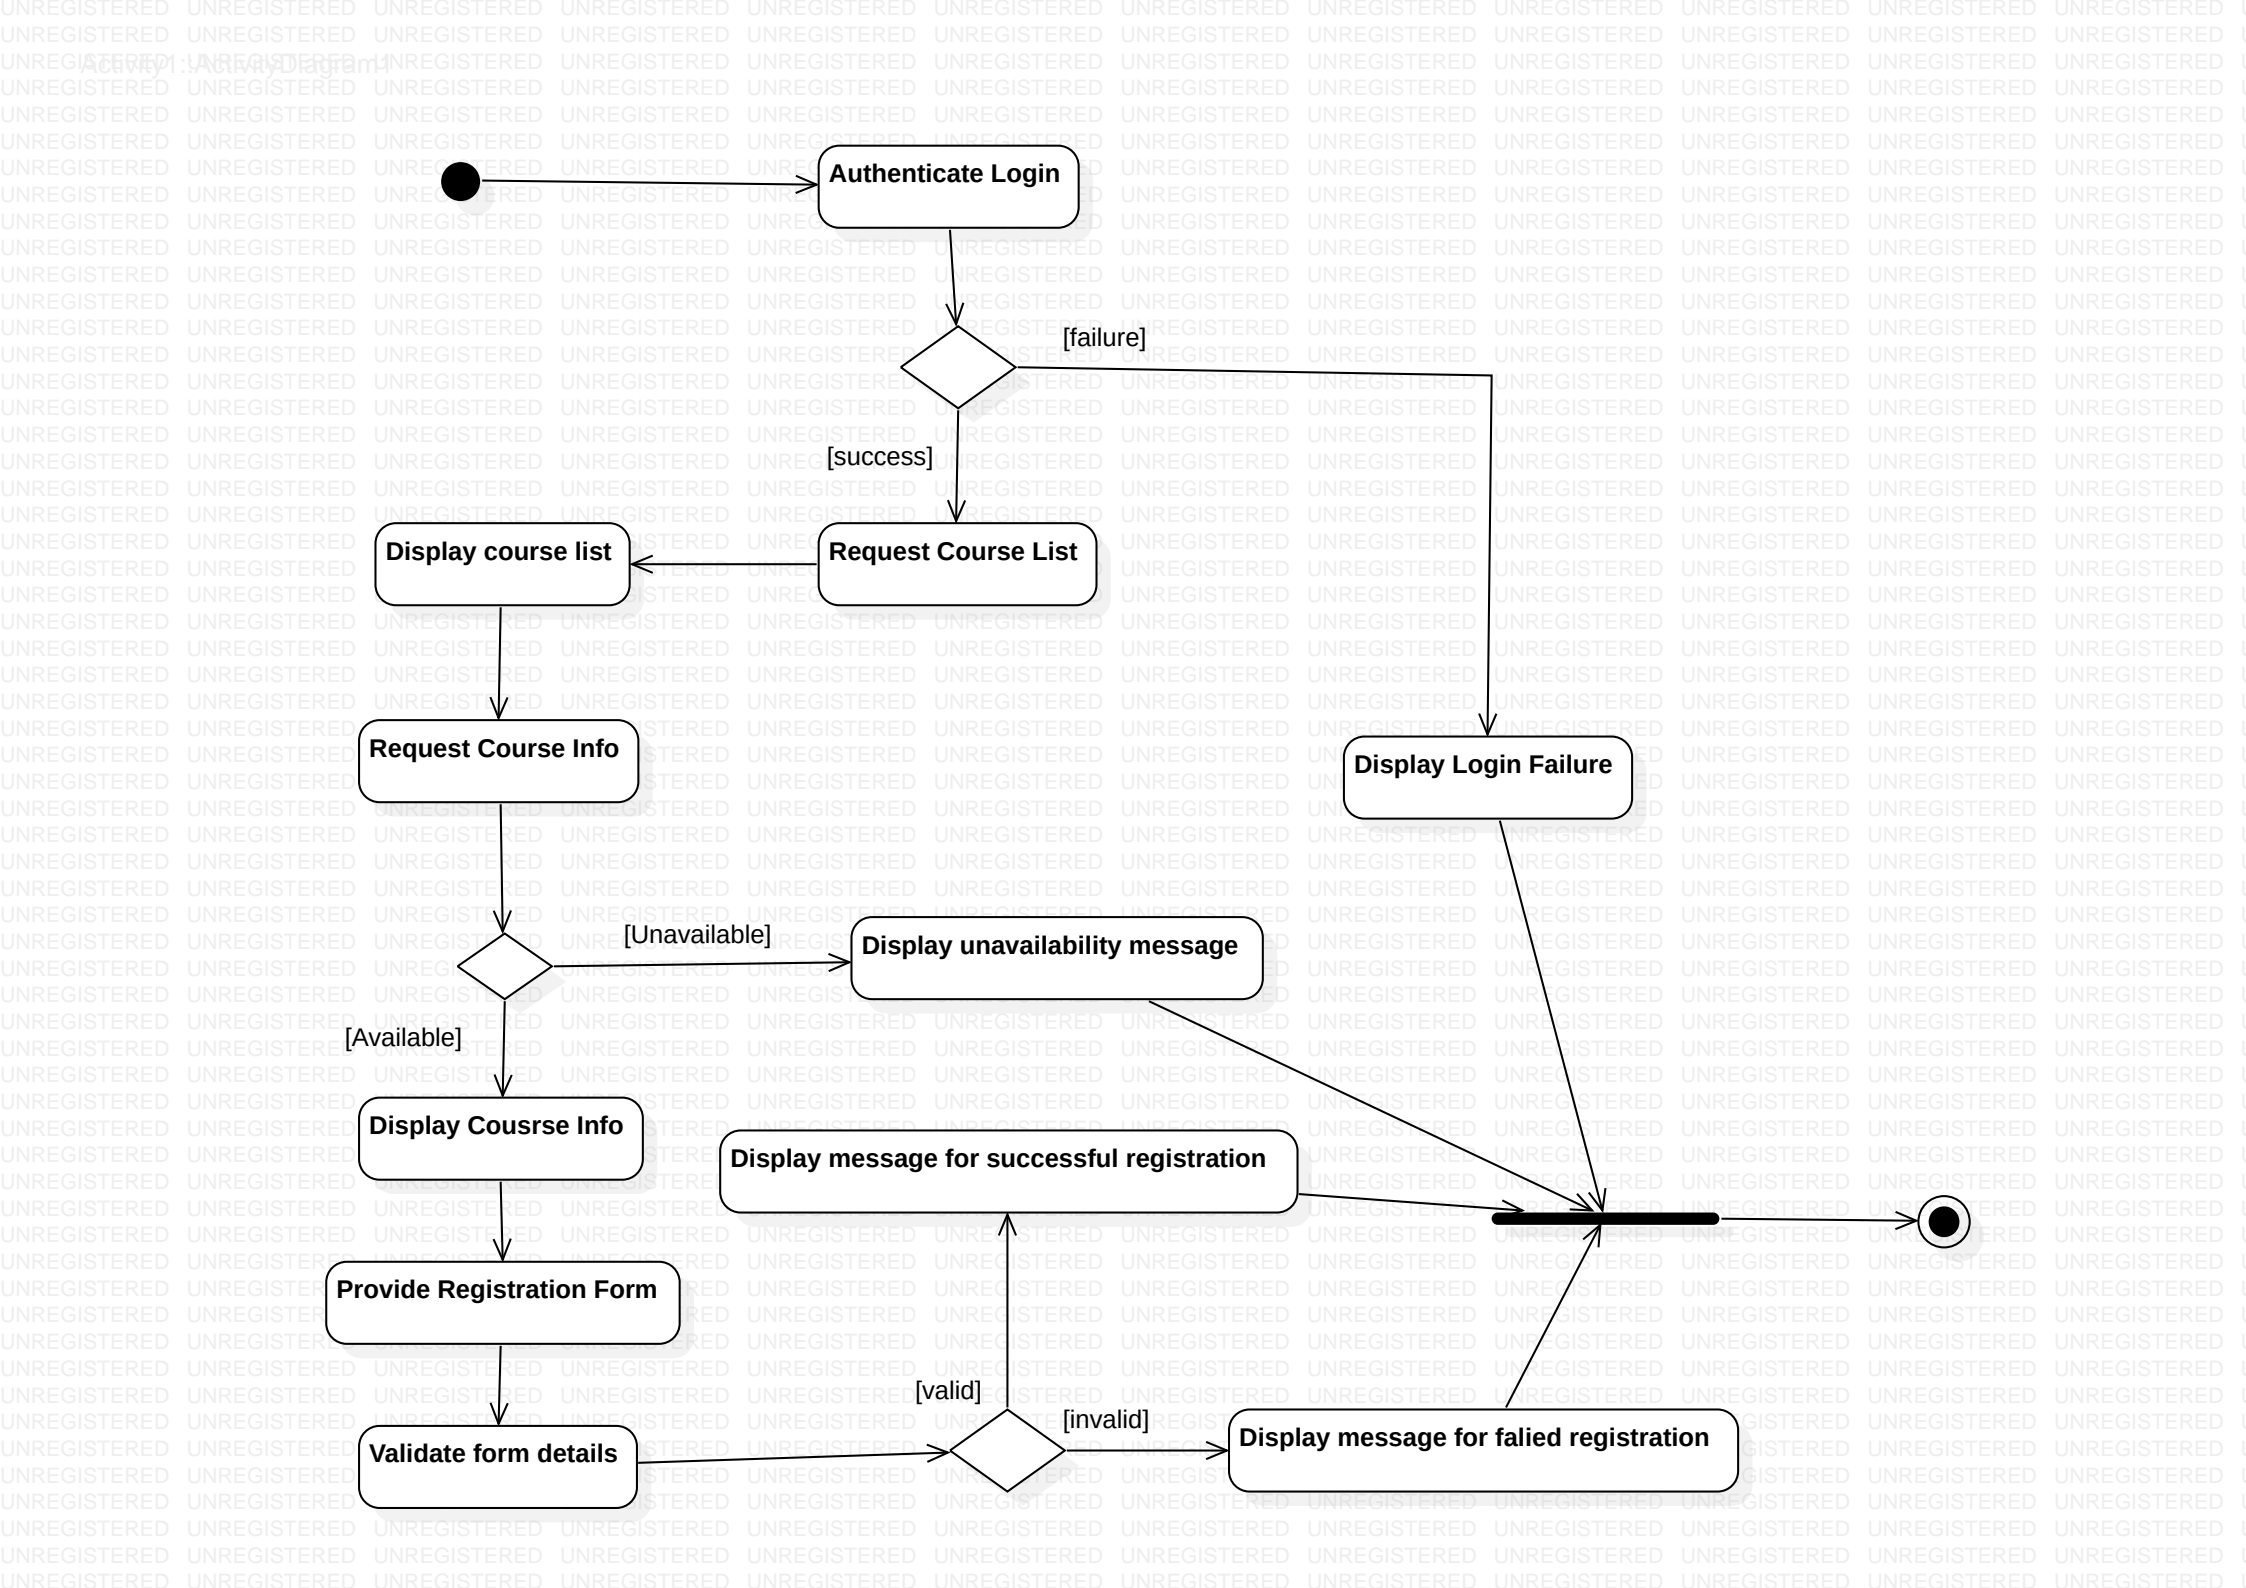 Activity1::ActivityDiagram1
Authenticate Login
[failure]
[success]
Display course list
Request Course List
Request Course Info
Display Login Failure
[Unavailable]
Display unavailability message
[Available]
Display Cousrse Info
Display message for successful registration
Provide Registration Form
[valid]
[invalid]
Display message for falied registration
Validate form details
UNREGISTERED